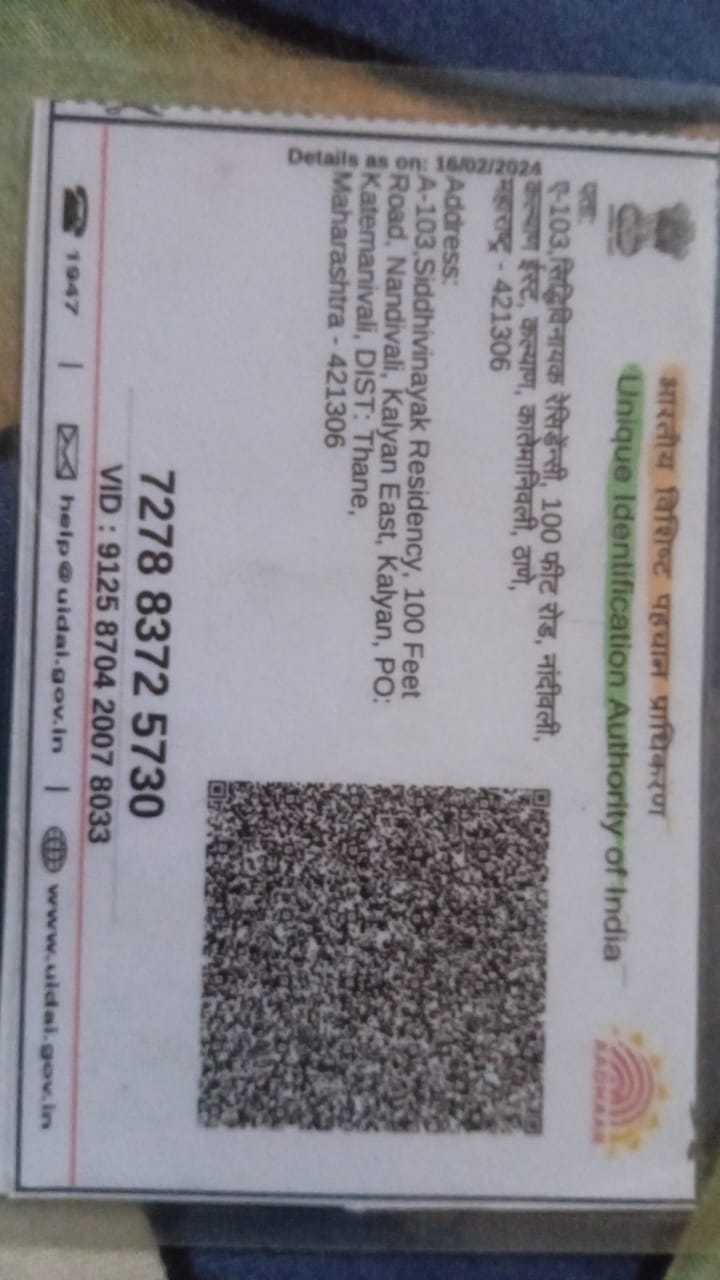 भारतीय विशिष्ट पहचान प्राधिकरण
Unique Identification Authority of India
AADHAAR
Details as on: 16/02/2024
पता:
ए-103,सिद्धिविनायक रेसिडेंन्सी, 100 फीट रोड, नांदीवली,
कल्याण ईस्ट, कल्याण, कातेमानिवली, ठाणे,
महाराष्ट्र - 421306
Address:
A-103,Siddhivinayak Residency, 100 Feet
Road, Nandivali, Kalyan East, Kalyan, PO:
Katemanivali, DIST: Thane,
Maharashtra - 421306
7278 8372 5730
VID : 9125 8704 2007 8033
1947 | help@uidai.gov.in | www.uidai.gov.in